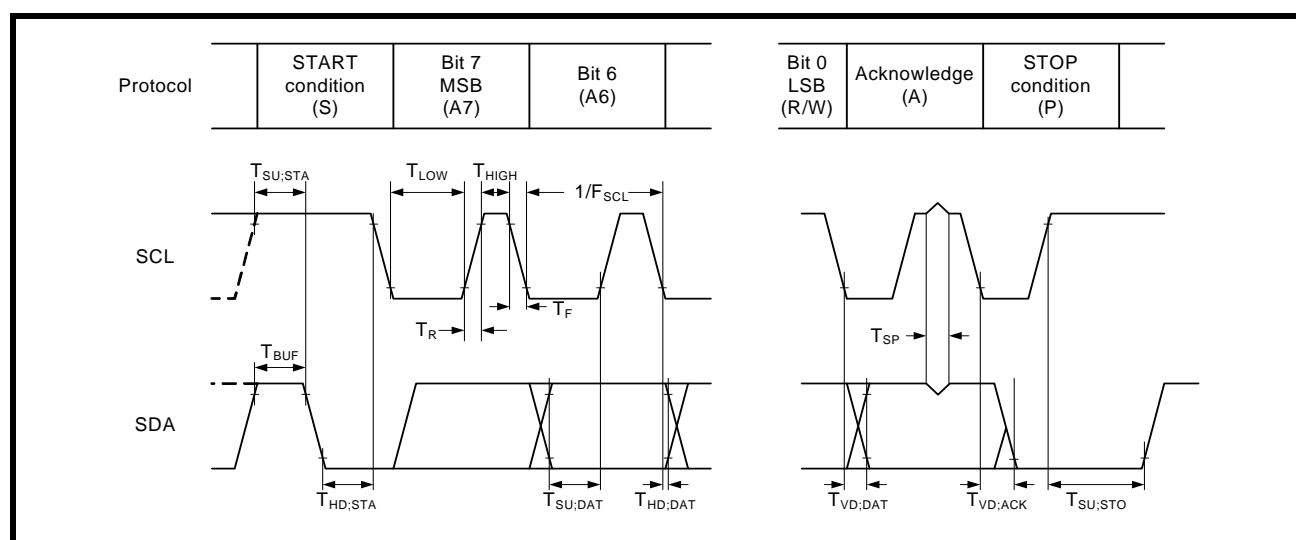 Protocol
START
condition
(S)
Bit 7
MSB
(A7)
Bit 6
(A6)
Bit 0
LSB
(R/W)
Acknowledge
(A)
STOP
condition
(P)
TSU;STA
TLOW
THIGH
1/FSCL
SCL
TF
TR
TSP
TBUF
SDA
THD;STA
TSU;DAT
THD;DAT
TVD;DAT
TVD;ACK
TSU;STO